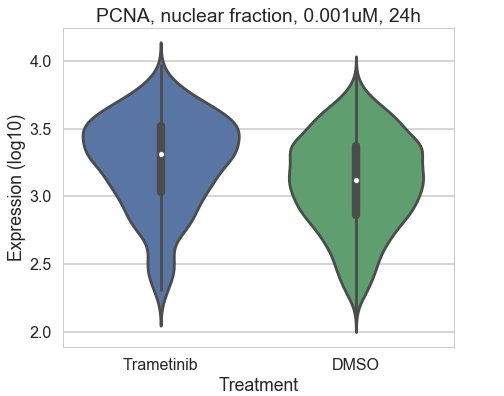 PCNA, nuclear fraction, 0.001uM, 24h
Expression (log10)
4.0
3.5
3.0
2.5
2.0
Trametinib DMSO
Treatment